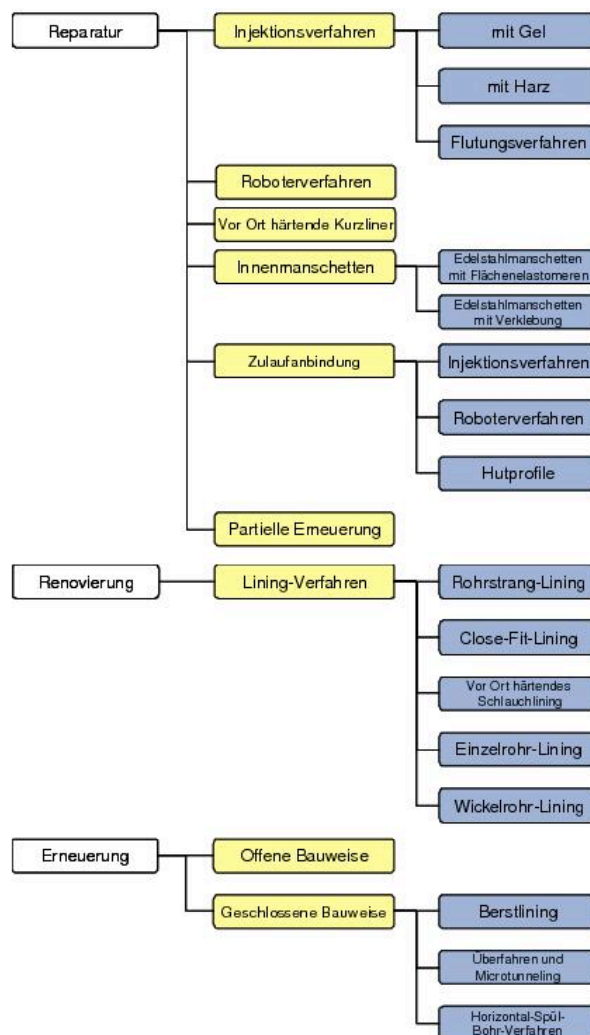 Reparatur
Injektionsverfahren
mit Gel
mit Harz
Flutungsverfahren
Roboterverfahren
Vor Ort härtende Kurzliner
Innenmanschetten
Edelstahlmanschetten
mit Flächenelastomeren
Edelstahlmanschetten
mit Verklebung
Zulaufanbindung
Injektionsverfahren
Roboterverfahren
Hutprofile
Partielle Erneuerung
Renovierung
Lining-Verfahren
Rohrstrang-Lining
Close-Fit-Lining
Vor Ort härtendes
Schlauchlining
Einzelrohr-Lining
Wickelrohr-Lining
Erneuerung
Offene Bauweise
Geschlossene Bauweise
Berstlining
Überfahren und
Microtunneling
Horizontal-Spül-
Bohr-Verfahren